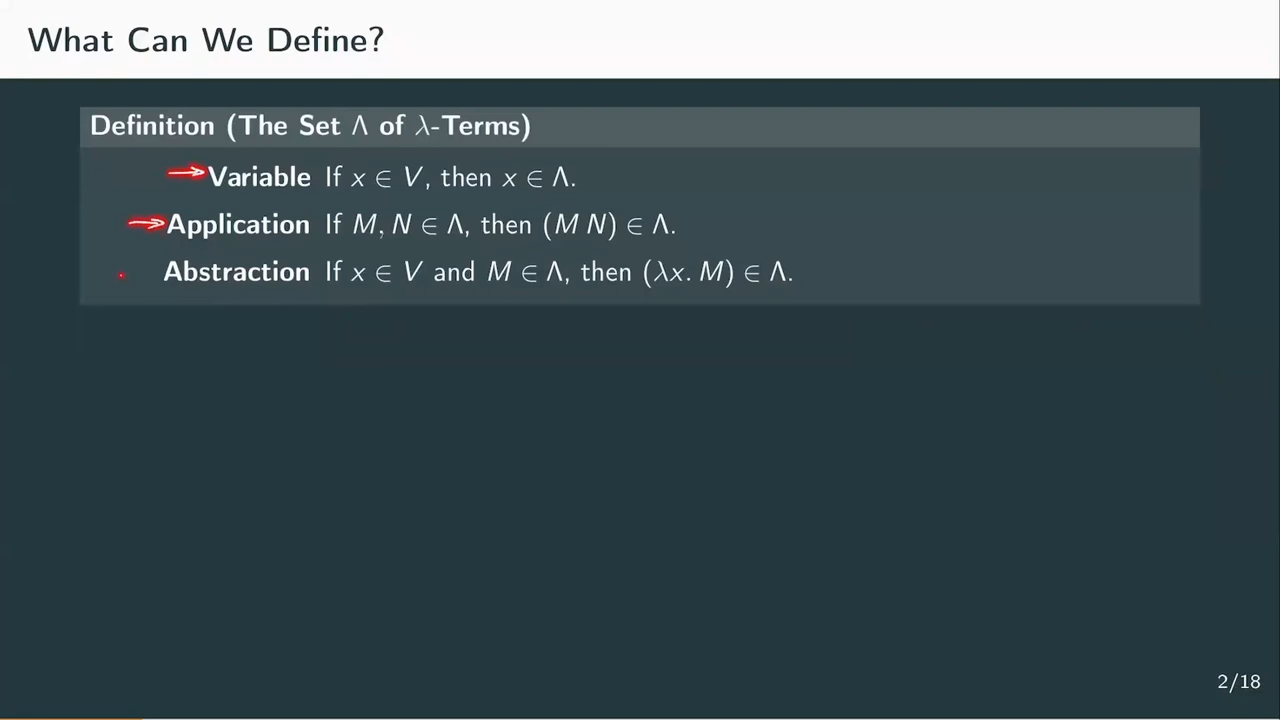 What Can We Define?
Definition (The Set Λ of λ-Terms)
Variable If x ∈ V, then x ∈ Λ.
Application If M, N ∈ Λ, then (M N) ∈ Λ.
Abstraction If x ∈ V and M ∈ Λ, then (λx. M) ∈ Λ.
2/18